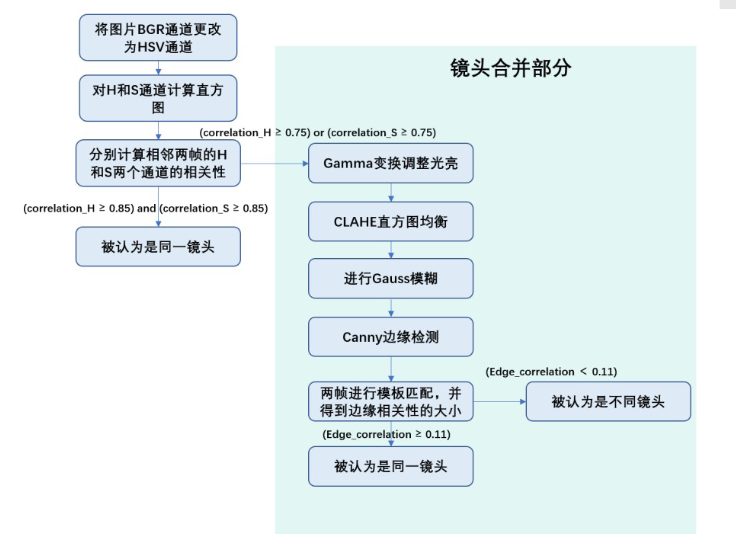 将图片BGR通道更改
为HSV通道
对H和S通道计算直方
图
分别计算相邻两帧的H
和S两个通道的相关性
(correlation_H ≥ 0.85) and (correlation_S ≥ 0.85)
被认为是同一镜头
镜头合并部分
(correlation_H ≥ 0.75) or (correlation_S ≥ 0.75)
Gamma变换调整光亮
CLAHE直方图均衡
进行Gauss模糊
Canny边缘检测
两帧进行模板匹配，并
得到边缘相关性的大小
(Edge_correlation < 0.11)
被认为是不同镜头
(Edge_correlation ≥ 0.11)
被认为是同一镜头